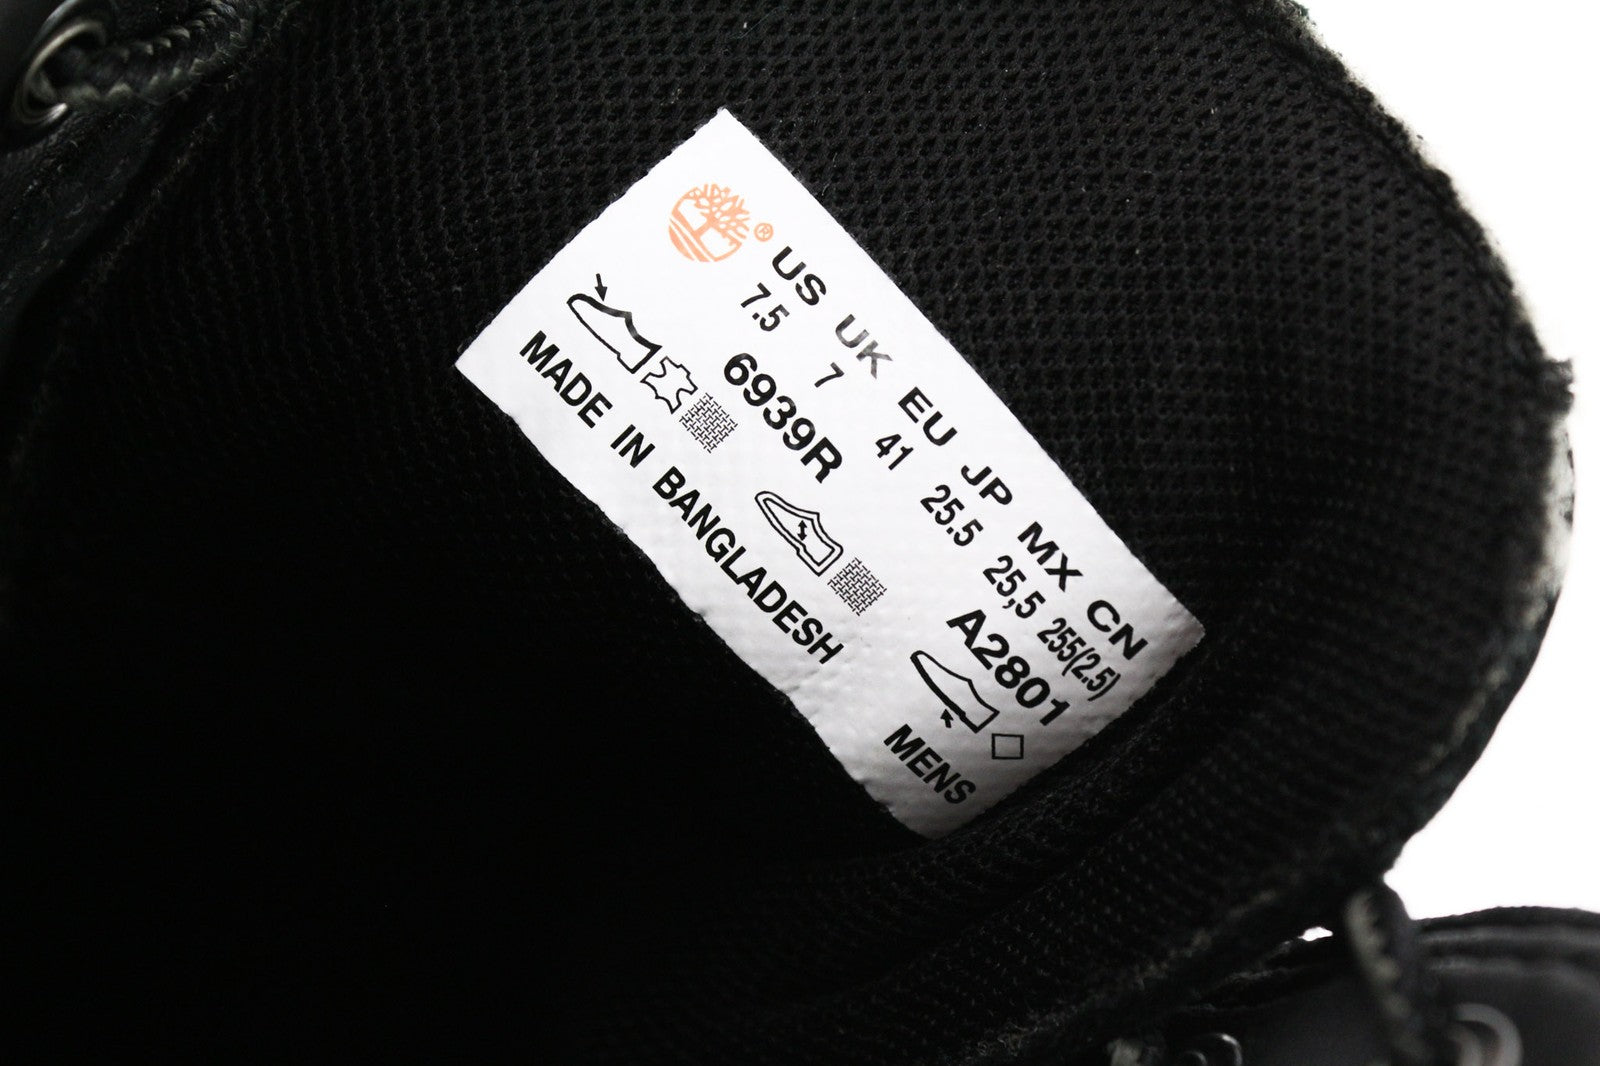 ®
US UK EU JP MX CN
7.5 7 41 25.5 25,5 255(2.5)
6939R A2801
MADE IN BANGLADESH MENS